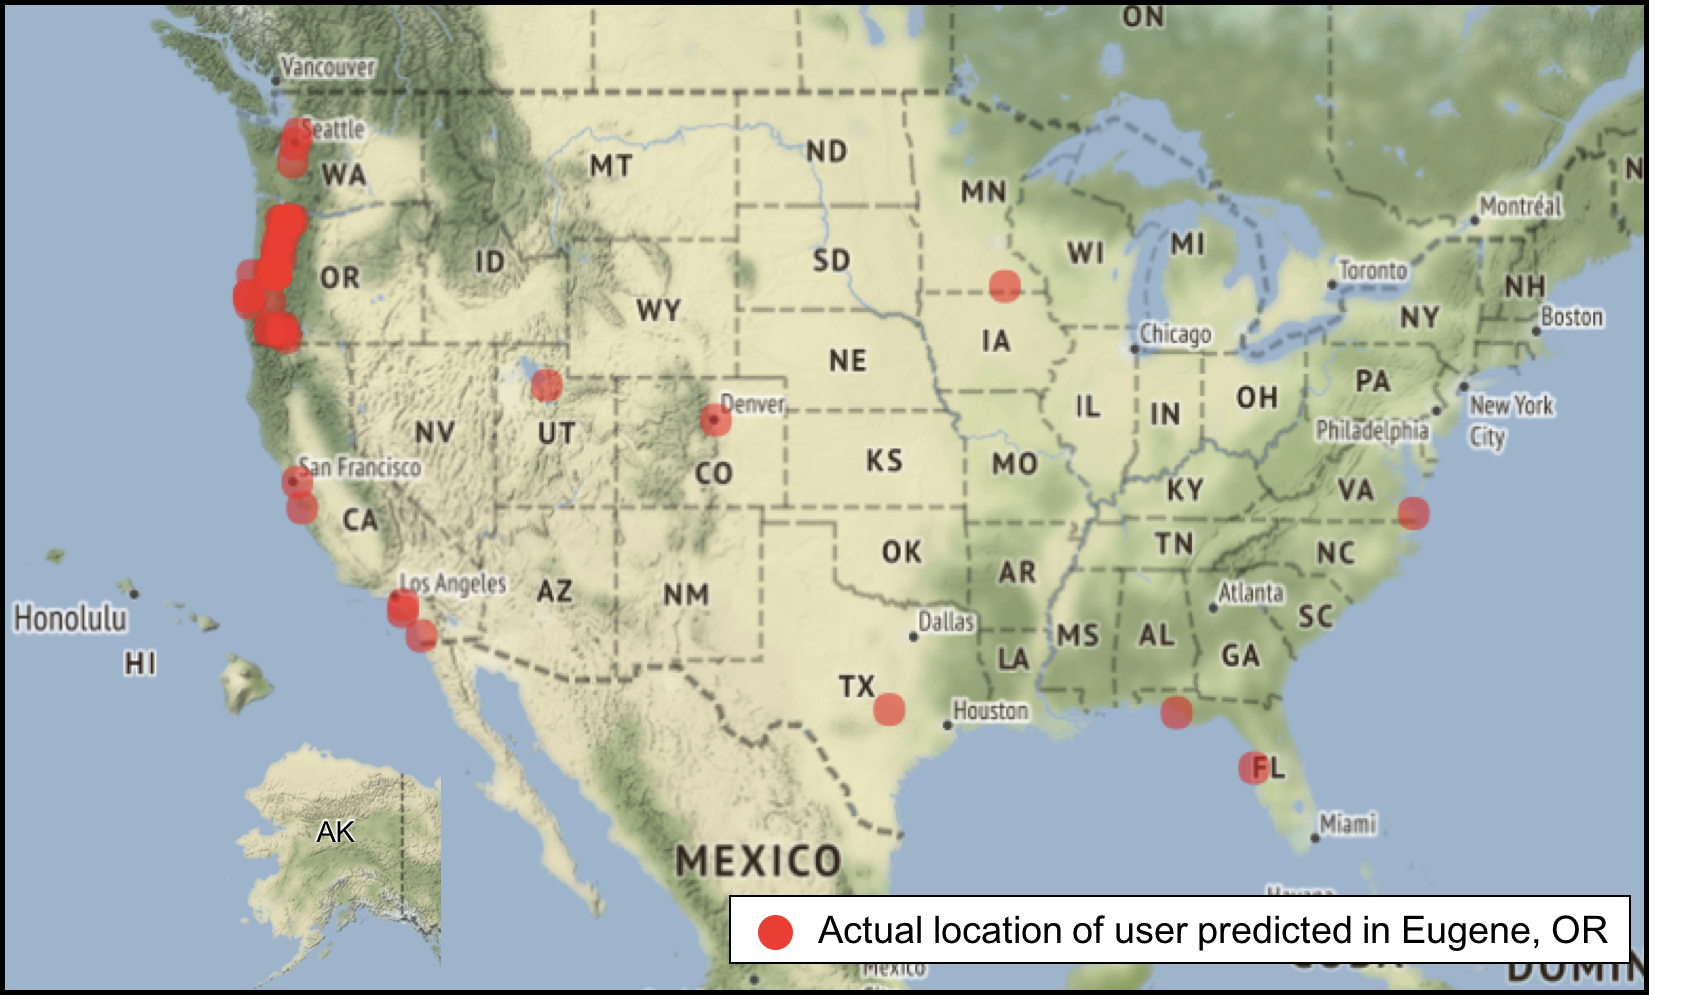 ON
Vancouver
Seattle
WA
MT
ND
MN
Montréal
N
OR
ID
SD
WI
MI
Toronto
NH
WY
NY
Boston
IA
Chicago
NE
PA
Denver
IL
IN
OH
New York
City
NV
UT
Philadelphia
San Francisco
CO
KS
MO
KY
VA
CA
OK
TN
NC
Los Angeles
AZ
NM
AR
Atlanta
SC
Honolulu
Dallas
MS
AL
GA
HI
LA
TX
Houston
FL
AK
Miami
MEXICO
Havana
Actual location of user predicted in Eugene, OR
Mexico
CUBA
DOMIN